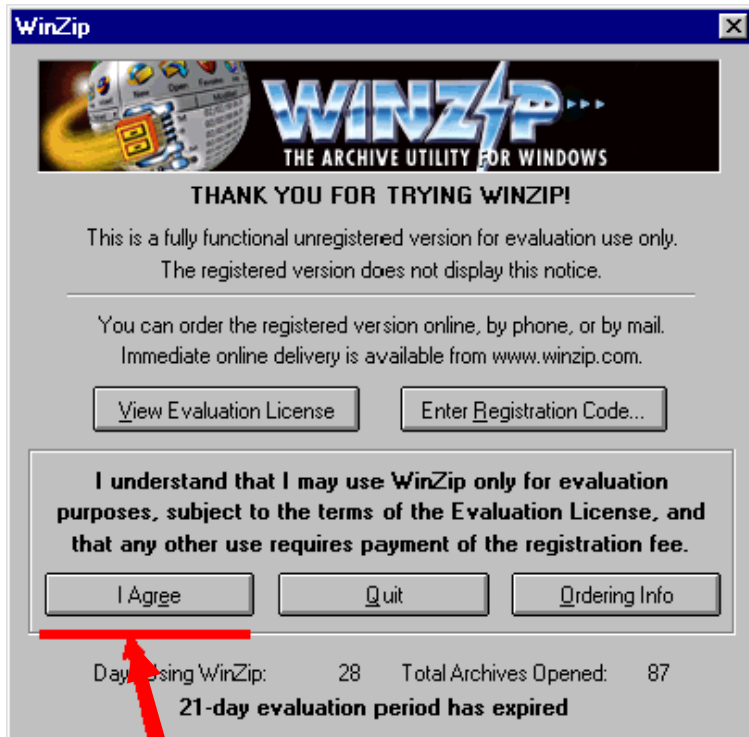 WinZip
WINZIP
THE ARCHIVE UTILITY FOR WINDOWS
THANK YOU FOR TRYING WINZIP!
This is a fully functional unregistered version for evaluation use only.
The registered version does not display this notice.
You can order the registered version online, by phone, or by mail.
Immediate online delivery is available from www.winzip.com.
View Evaluation License
Enter Registration Code...
I understand that I may use WinZip only for evaluation
purposes, subject to the terms of the Evaluation License, and
that any other use requires payment of the registration fee.
I Agree
Quit
Ordering Info
Days Using WinZip: 28 Total Archives Opened: 87
21-day evaluation period has expired